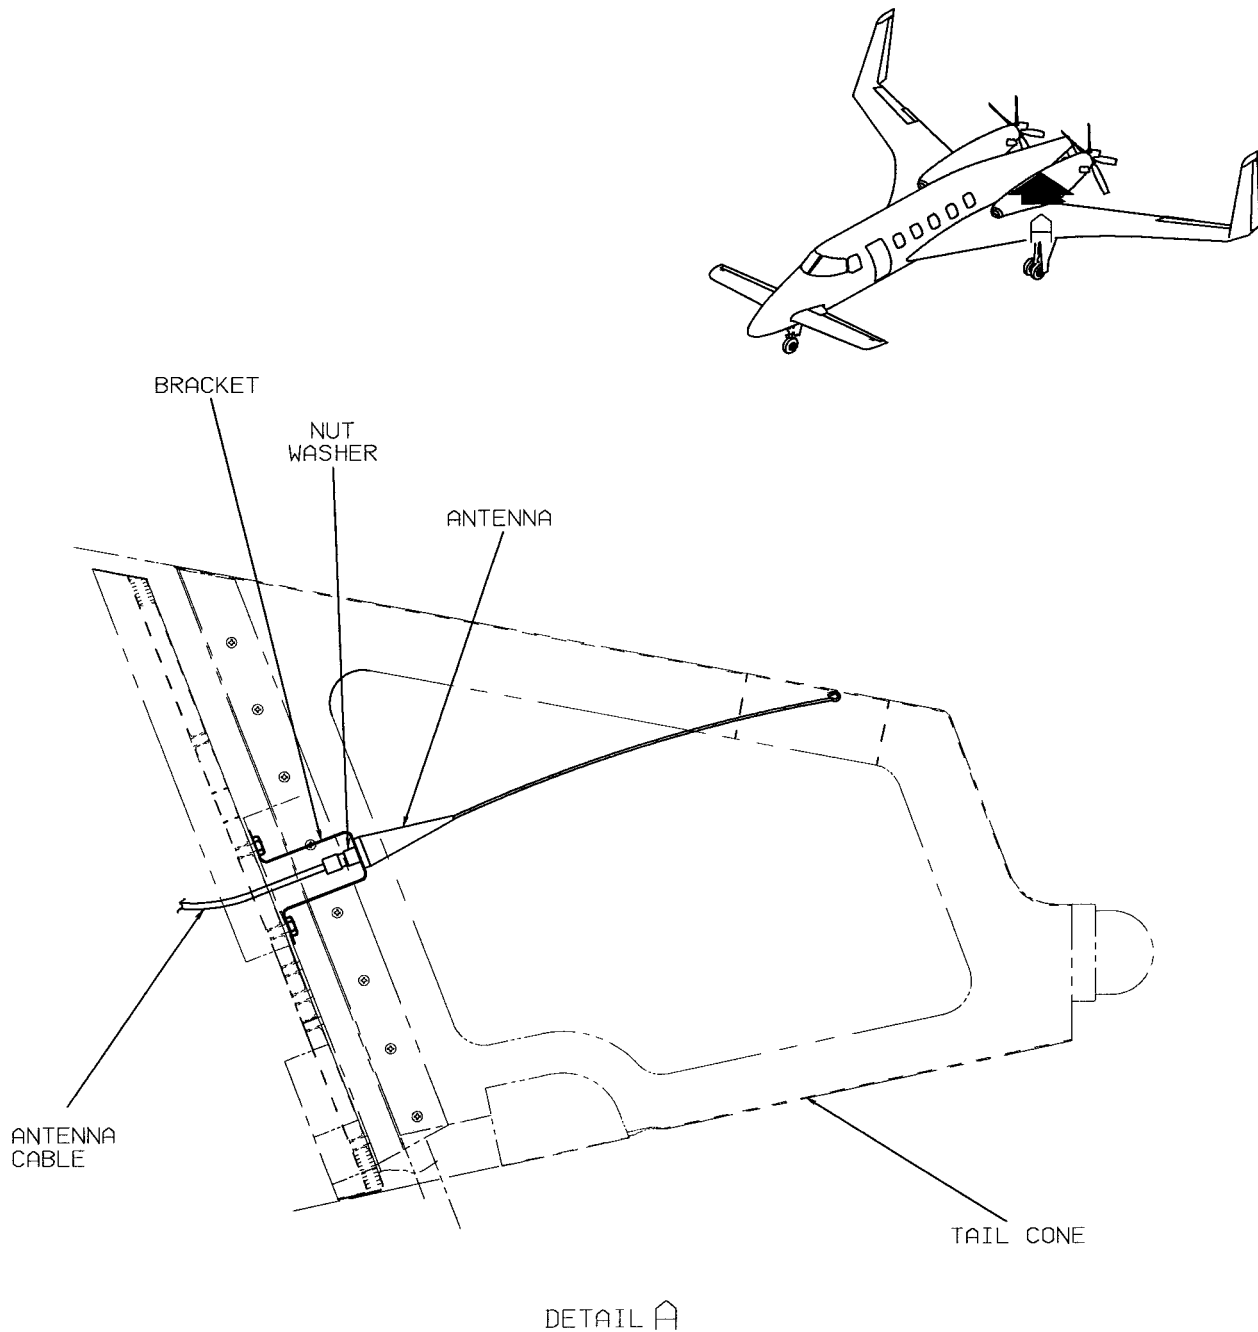 A
BRACKET
NUT
WASHER
ANTENNA
ANTENNA
CABLE
TAIL CONE
DETAIL A